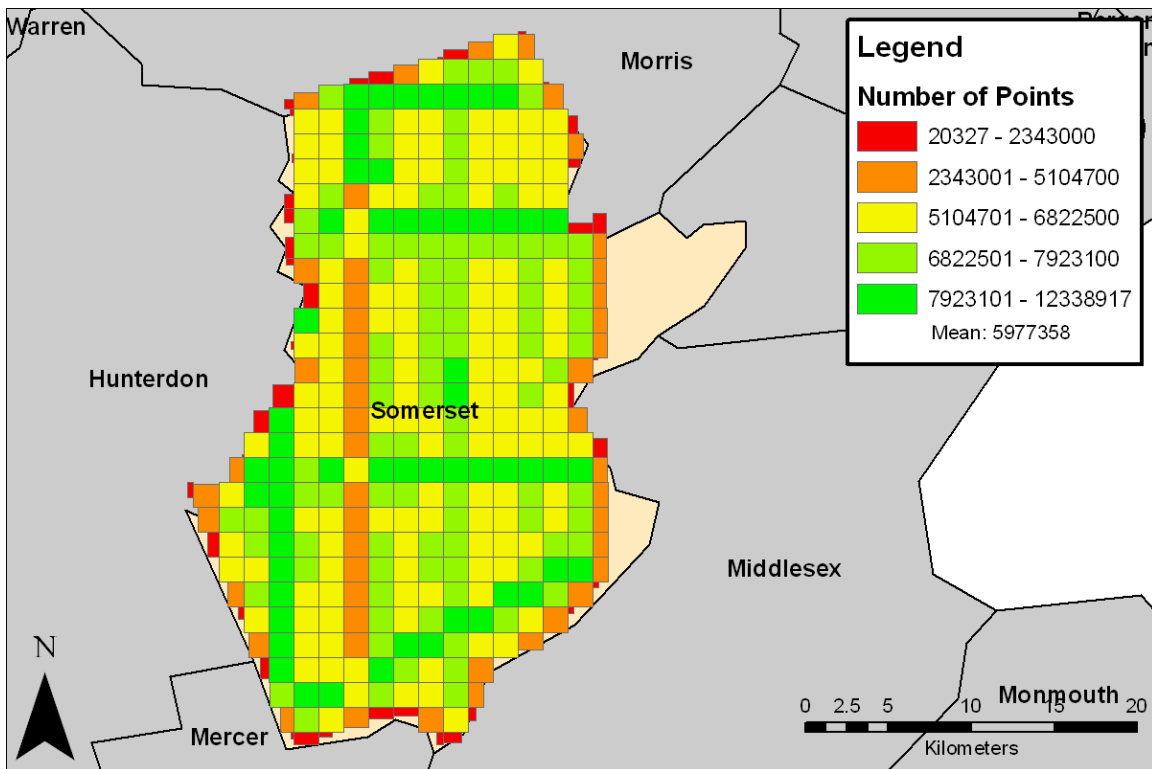 Warren
Morris
Legend
Number of Points
20327 - 2343000
2343001 - 5104700
5104701 - 6822500
6822501 - 7923100
7923101 - 12338917
Mean: 5977358
Hunterdon
Somerset
Middlesex
N
Mercer
Monmouth
0 2.5 5 10 15 20
Kilometers